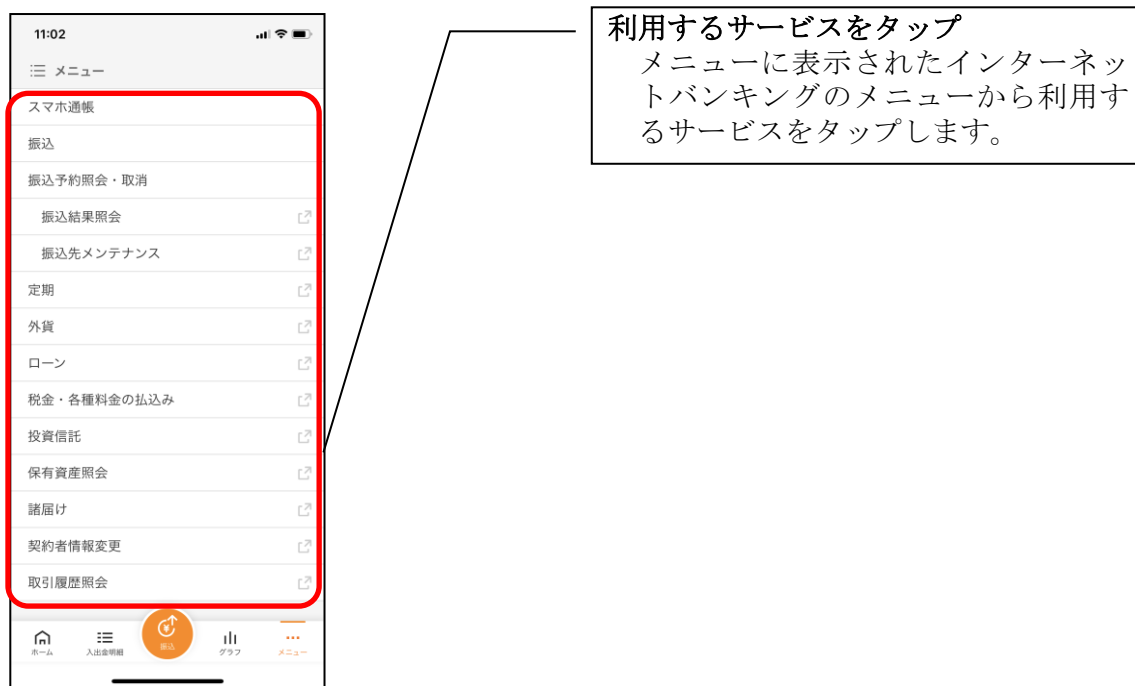 11:02
メニュー
スマホ通帳
振込
振込予約照会・取消
振込結果照会
振込先メンテナンス
定期
外貨
ローン
税金・各種料金の払込み
投資信託
保有資産照会
諸届け
契約者情報変更
取引履歴照会
ホーム
入出金明細
振込
グラフ
メニュー
利用するサービスをタップ
メニューに表示されたインターネッ
トバンキングのメニューから利用す
るサービスをタップします。